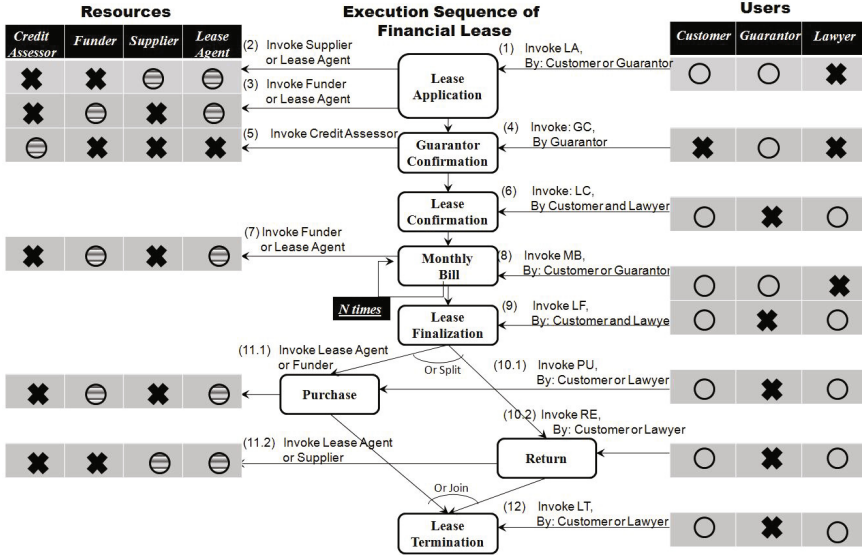 Resources
Execution Sequence of
Financial Lease
Users
Credit
Assessor
Funder
Supplier
Lease
Agent
Customer
Guarantor
Lawyer
(2) Invoke Supplier
or Lease Agent
(1) Invoke LA,
By: Customer or Guarantor
Lease
Application
(3) Invoke Funder
or Lease Agent
(5) Invoke Credit Assessor
(4) Invoke: GC,
By Guarantor
Guarantor
Confirmation
(6) Invoke: LC,
By Customer and Lawyer
Lease
Confirmation
(7) Invoke Funder
or Lease Agent
Monthly
Bill
(8) Invoke MB,
By: Customer or Guarantor
N times
(9) Invoke LF,
By: Customer and Lawye
Lease
Finalization
(11.1) Invoke Lease Agent
or Funder
Or Split
(10.1) Invoke PU,
By: Customer or Lawyer
Purchase
(10.2) Invoke RE,
By: Customer or Lawyer
(11.2) Invoke Lease Agent
or Supplier
Return
Or Join
(12) Invoke LT,
By: Customer or Lawyer
Lease
Termination